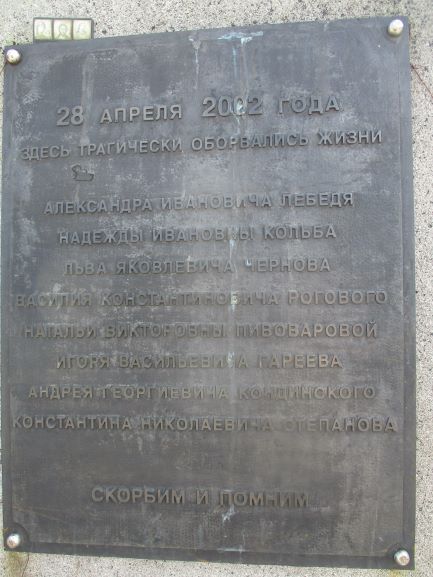 28 АПРЕЛЯ 2002 ГОДА
ЗДЕСЬ ТРАГИЧЕСКИ ОБОРВАЛИСЬ ЖИЗНИ
АЛЕКСАНДРА ИВАНОВИЧА ЛЕБЕДЯ
НАДЕЖДЫ ИВАНОВНЫ КОЛЬБА
ЛЬВА ЯКОВЛЕВИЧА ЧЕРНОВА
ВАСИЛИЯ КОНСТАНТИНОВИЧА РОГОВОГО
НАТАЛЬИ ВИКТОРОВНЫ ПИВОВАРОВОЙ
ИГОРЯ ВАСИЛЬЕВИЧА ГАРЕЕВА
АНДРЕЯ ГЕОРГИЕВИЧА КОНДИНСКОГО
КОНСТАНТИНА НИКОЛАЕВИЧА СТЕПАНОВА
СКОРБИМ И ПОМНИМ